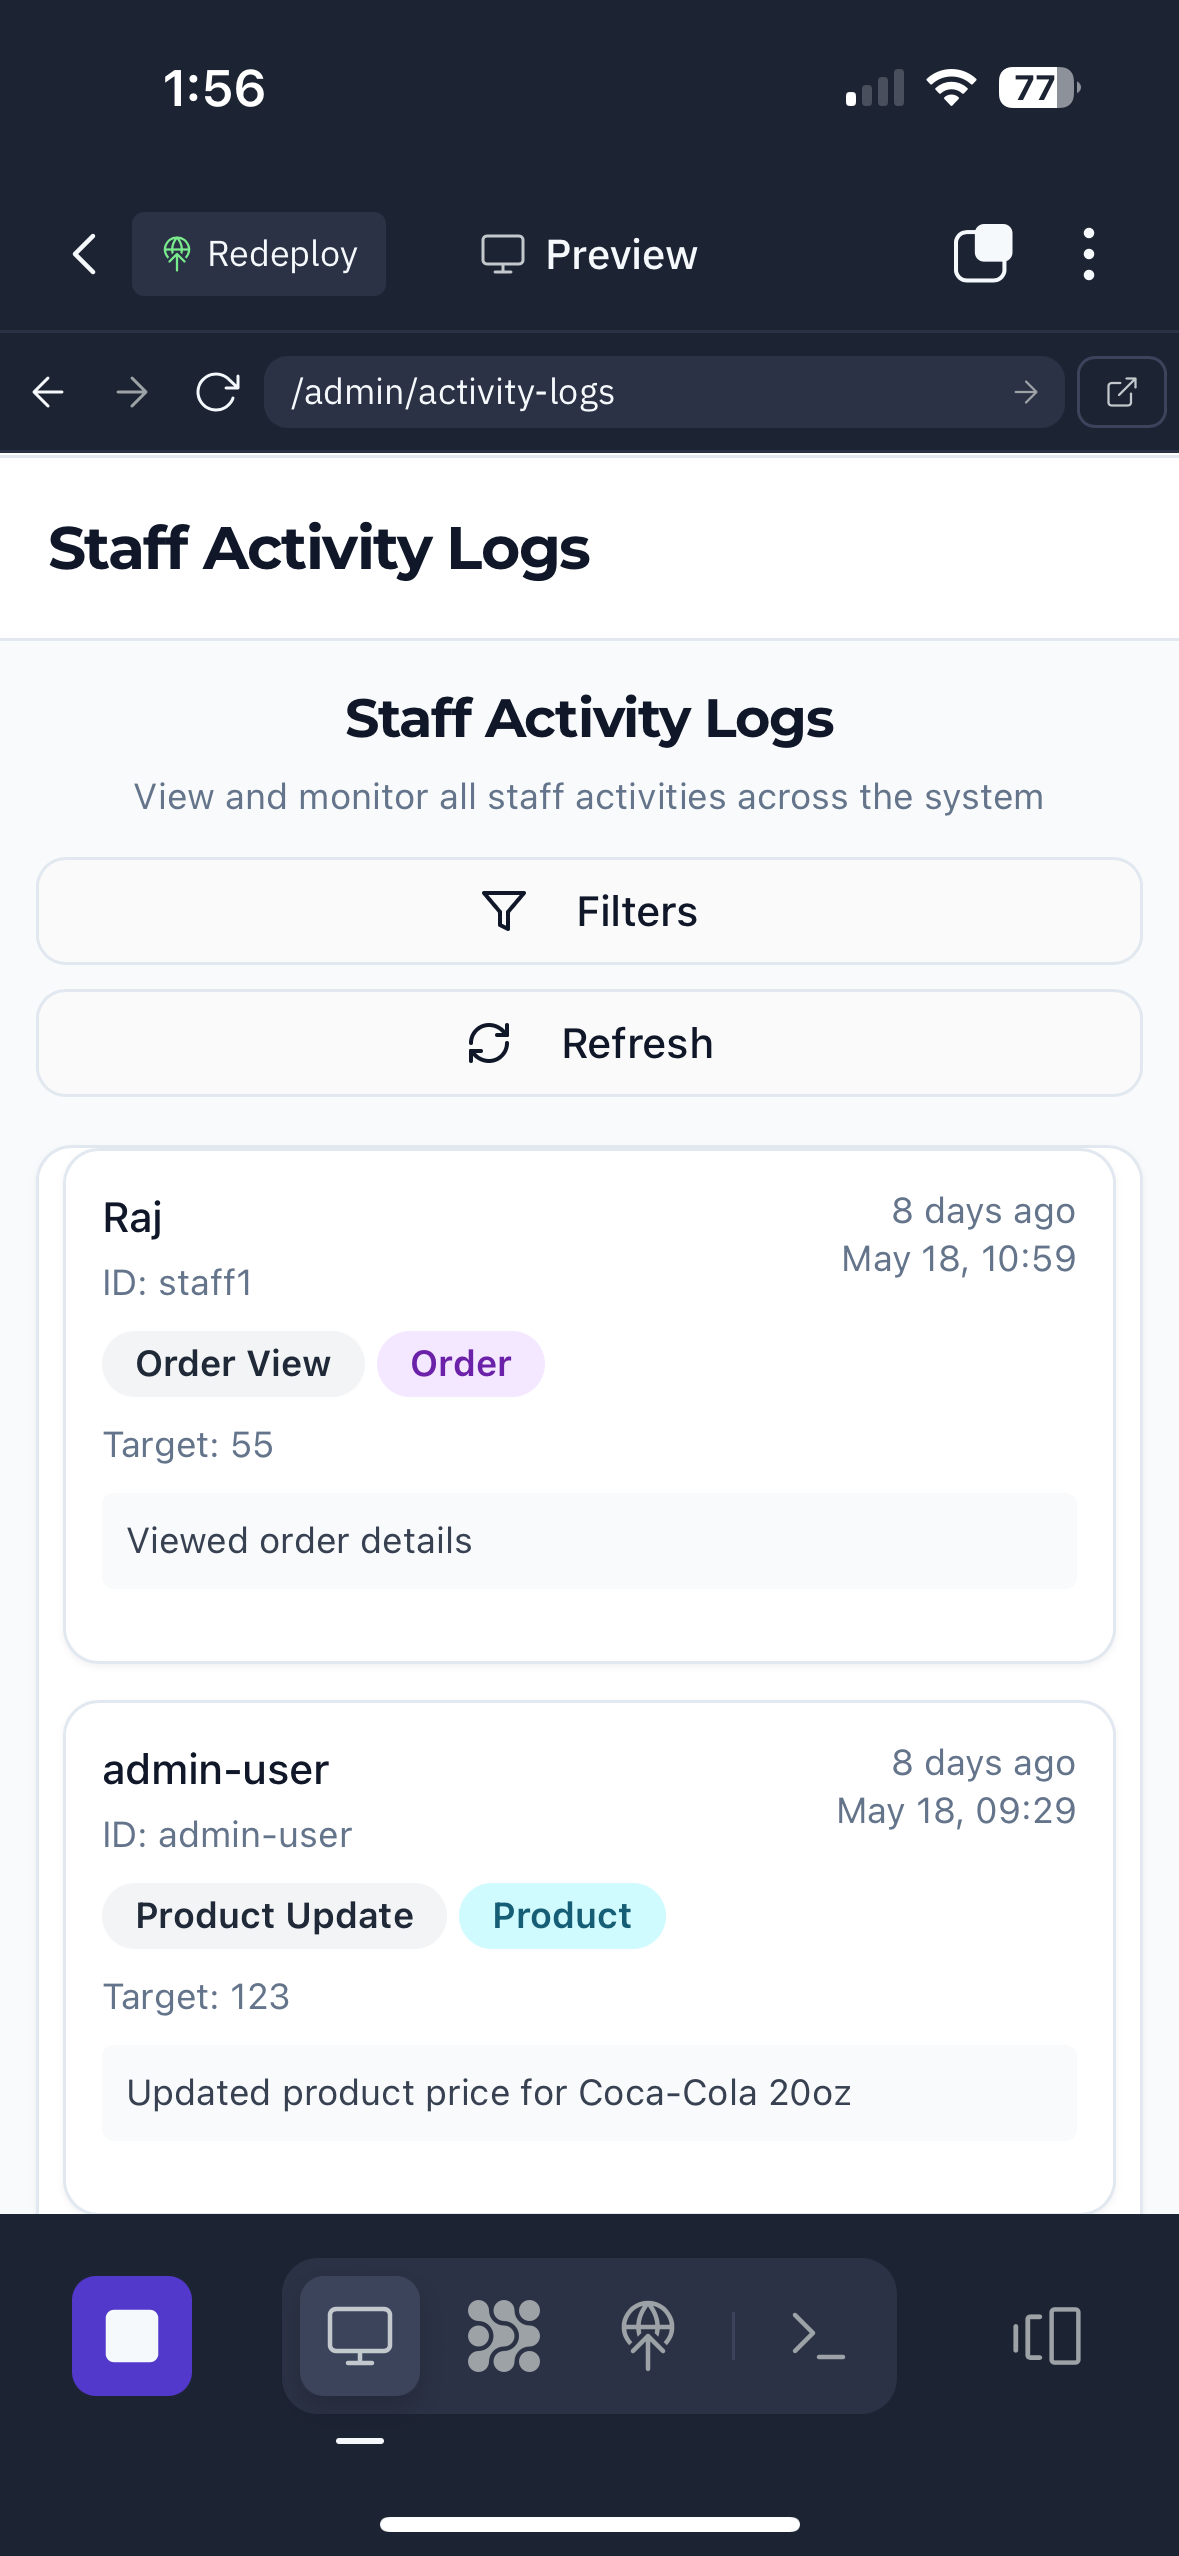 1:56
77
Redeploy
Preview
/admin/activity-logs
Staff Activity Logs
Staff Activity Logs
View and monitor all staff activities across the system
Filters
Refresh
Raj
8 days ago
May 18, 10:59
ID: staff1
Order View
Order
Target: 55
Viewed order details
admin-user
8 days ago
May 18, 09:29
ID: admin-user
Product Update
Product
Target: 123
Updated product price for Coca-Cola 20oz